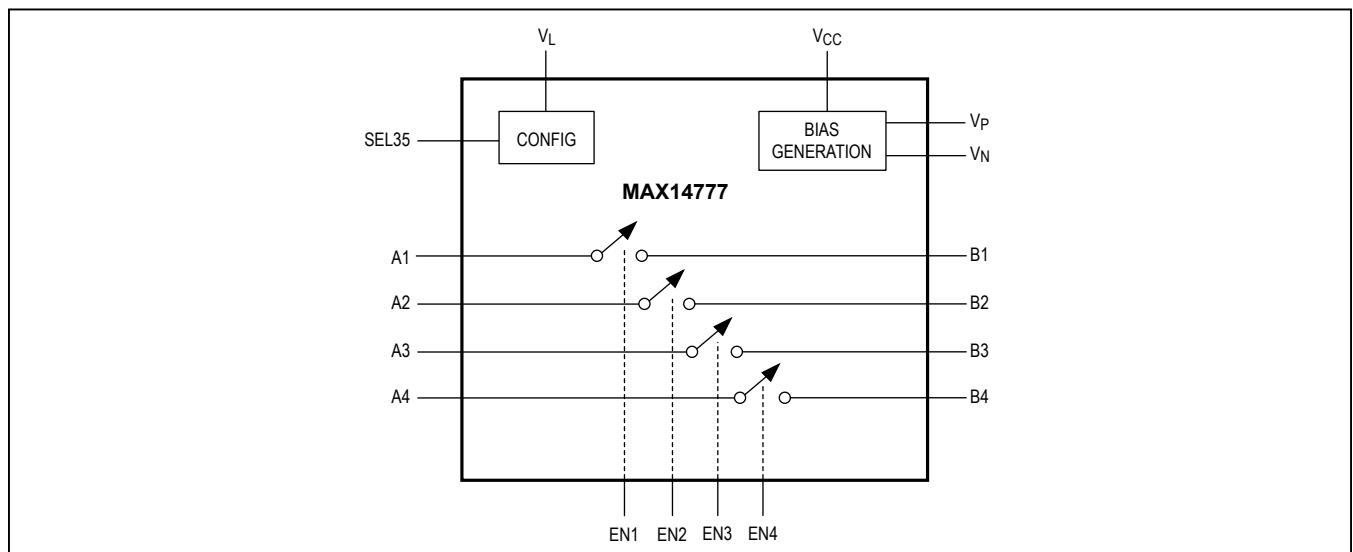 VL
VCC
SEL35
CONFIG
BIAS
GENERATION
VP
VN
MAX14777
A1
B1
A2
B2
A3
B3
A4
B4
EN1
EN2
EN3
EN4